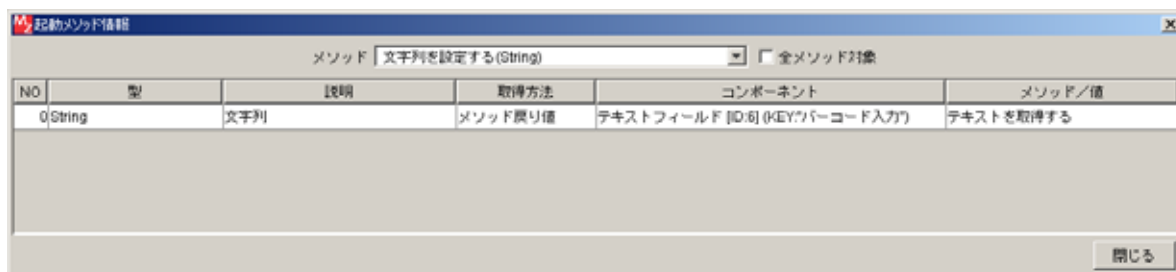 起動メソッド情報
メソッド 文字列を設定する(String) 全メソッド対象
NO 型 説明 取得方法 コンポーネント メソッド／値
0 String 文字列 メソッド戻り値 テキストフィールド [ID:6] (KEY:"バーコード入力") テキストを取得する
閉じる